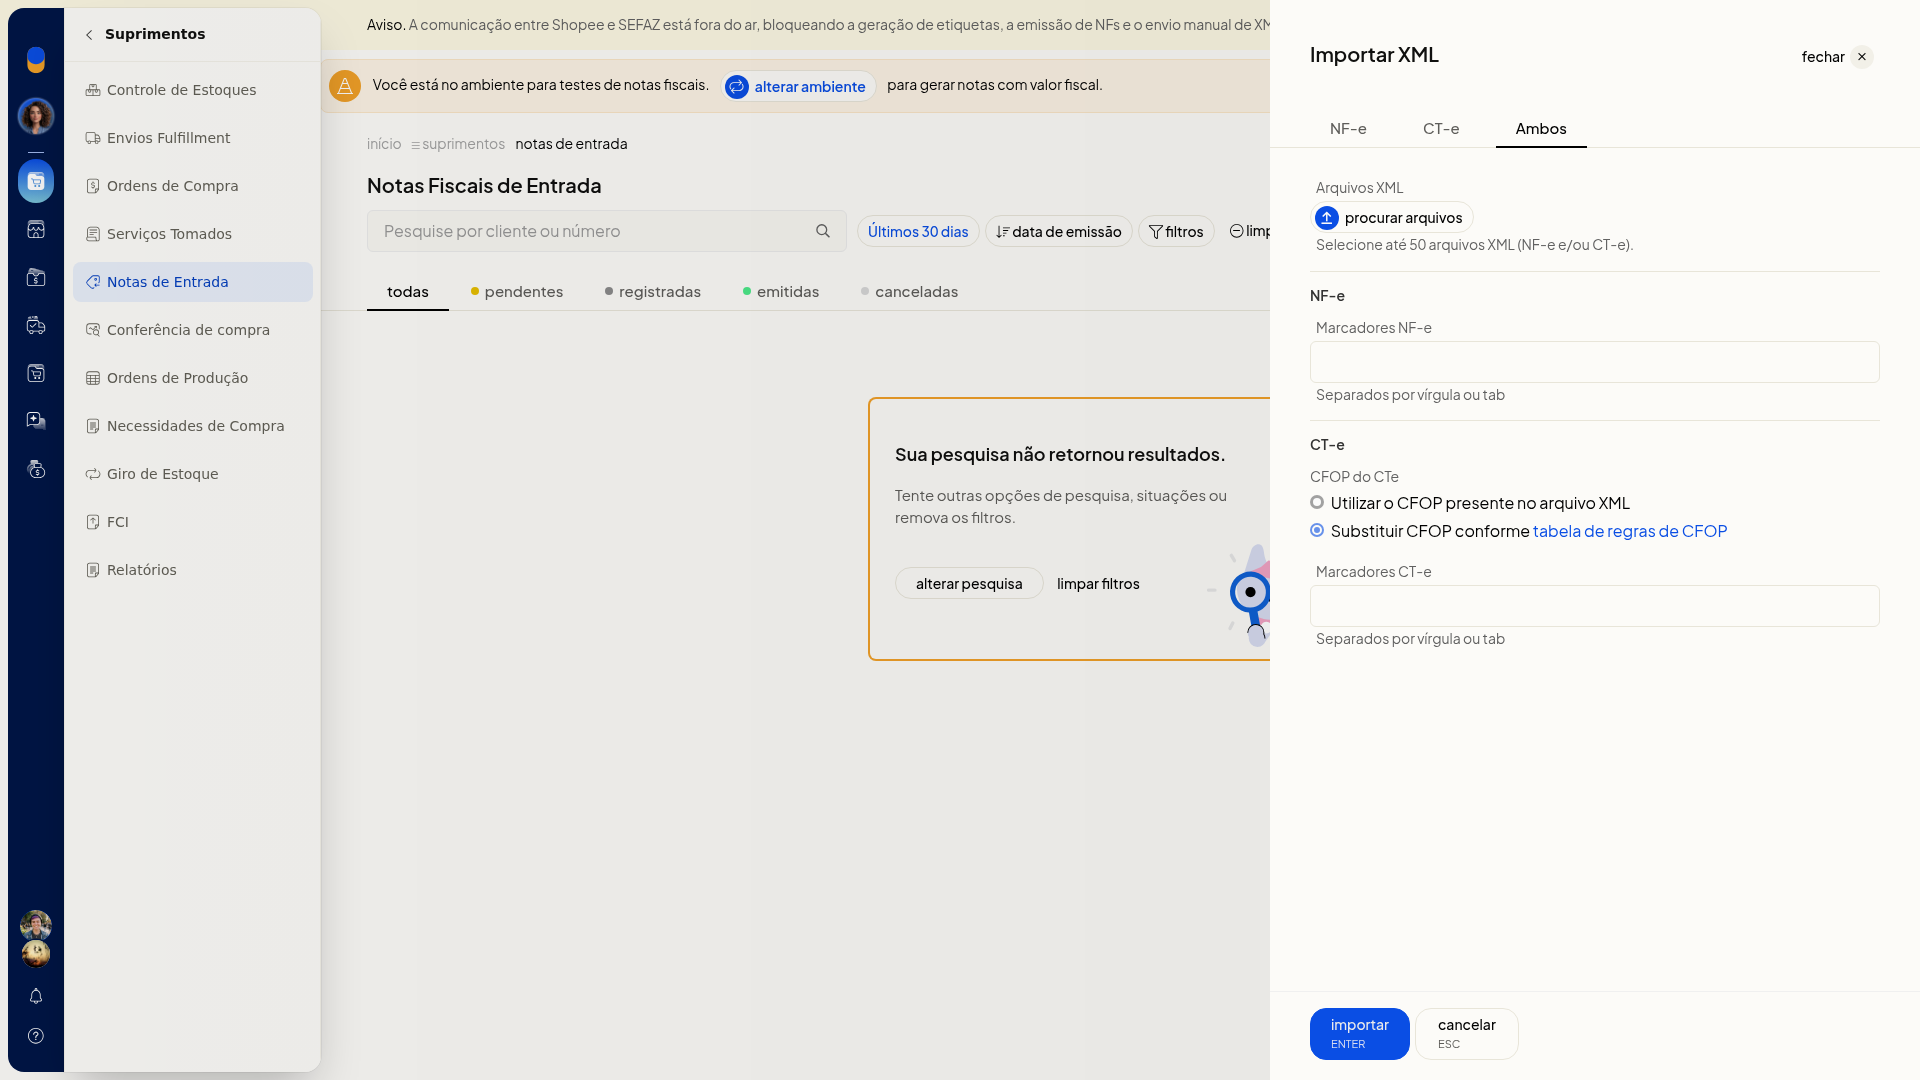 Suprimentos
Controle de Estoques
Envios Fulfillment
Ordens de Compra
Serviços Tomados
Notas de Entrada
Conferência de compra
Ordens de Produção
Necessidades de Compra
Giro de Estoque
FCI
Relatórios
Aviso. A comunicação entre Shopee e SEFAZ está fora do ar, bloqueando a geração de etiquetas, a emissão de NFs e o envio manual de XM
Você está no ambiente para testes de notas fiscais. alterar ambiente para gerar notas com valor fiscal.
início suprimentos notas de entrada
Notas Fiscais de Entrada
Pesquise por cliente ou número Últimos 30 dias data de emissão filtros limp
todas pendentes registradas emitidas canceladas
Sua pesquisa não retornou resultados.
Tente outras opções de pesquisa, situações ou
remova os filtros.
alterar pesquisa limpar filtros
Importar XML
fechar
NF-e CT-e Ambos
Arquivos XML
procurar arquivos
Selecione até 50 arquivos XML (NF-e e/ou CT-e).
NF-e
Marcadores NF-e
Separados por vírgula ou tab
CT-e
CFOP do CTe
Utilizar o CFOP presente no arquivo XML
Substituir CFOP conforme tabela de regras de CFOP
Marcadores CT-e
Separados por vírgula ou tab
importar
ENTER
cancelar
ESC